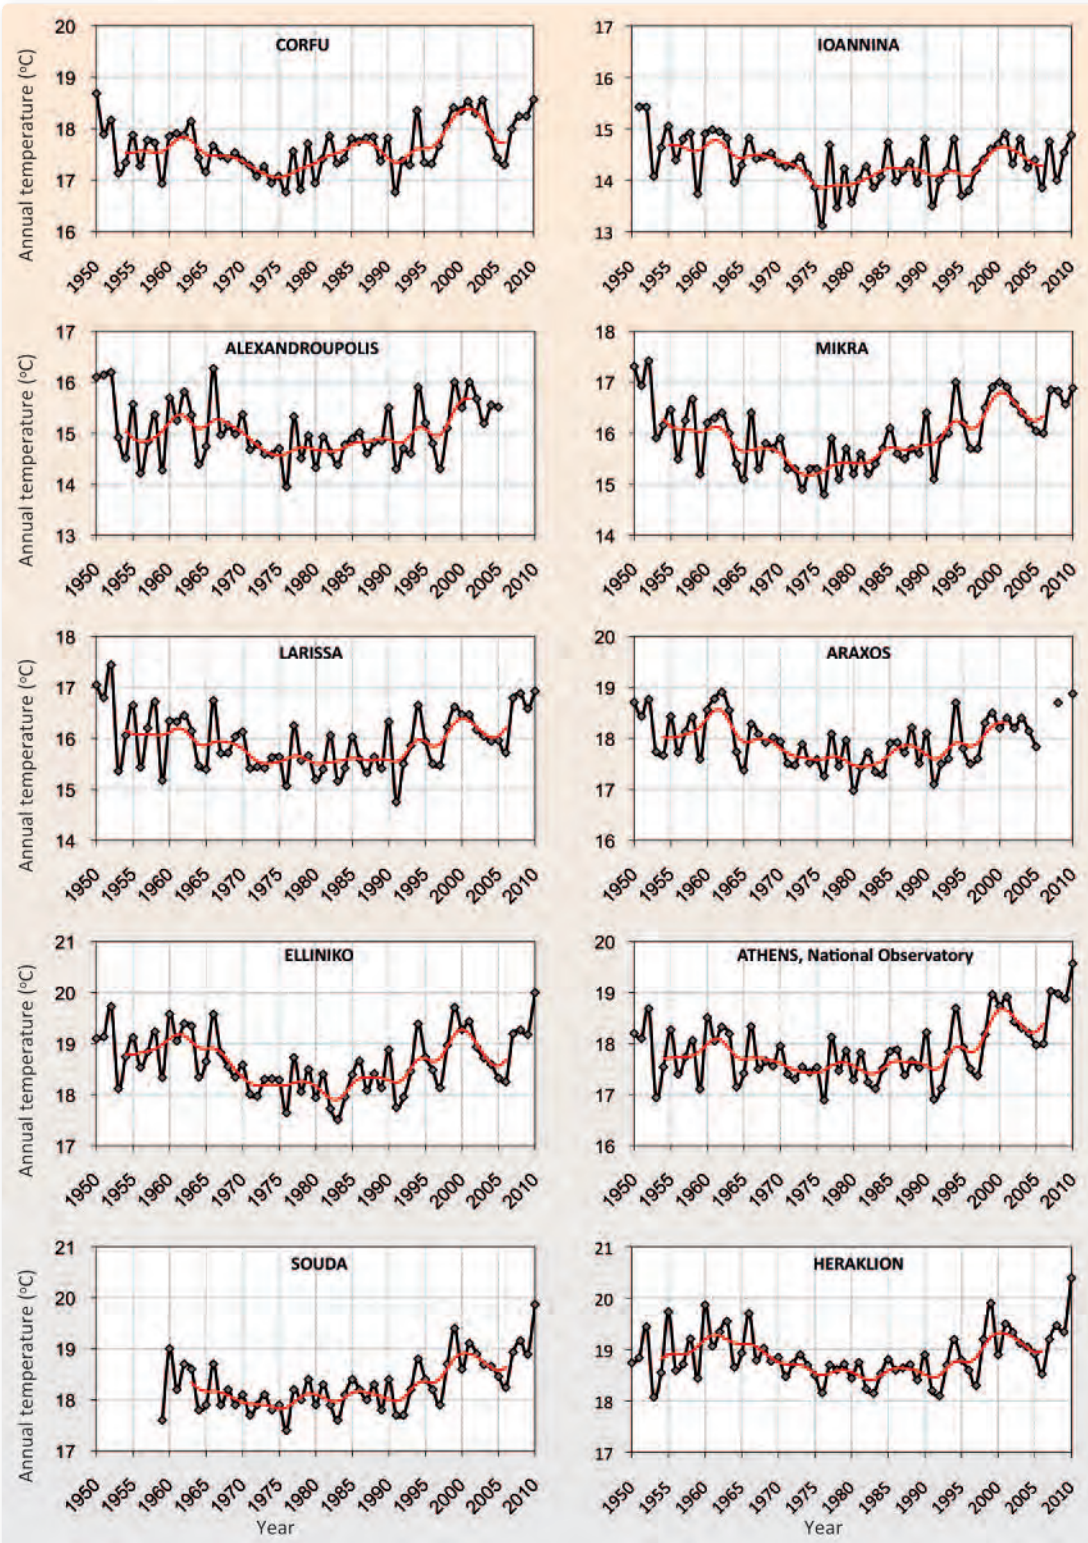 CORFU
Annual temperature (°C)
20
19
18
17
16
1950 1955 1960 1965 1970 1975 1980 1985 1990 1995 2000 2005 2010
IOANNINA
17
16
15
14
13
1950 1955 1960 1965 1970 1975 1980 1985 1990 1995 2000 2005 2010
ALEXANDROUPOLIS
Annual temperature (°C)
17
16
15
14
13
1950 1955 1960 1965 1970 1975 1980 1985 1990 1995 2000 2005 2010
MIKRA
18
17
16
15
14
1950 1955 1960 1965 1970 1975 1980 1985 1990 1995 2000 2005 2010
LARISSA
Annual temperature (°C)
18
17
16
15
14
1950 1955 1960 1965 1970 1975 1980 1985 1990 1995 2000 2005 2010
ARAXOS
20
19
18
17
16
1950 1955 1960 1965 1970 1975 1980 1985 1990 1995 2000 2005 2010
ELLINIKO
Annual temperature (°C)
21
20
19
18
17
1950 1955 1960 1965 1970 1975 1980 1985 1990 1995 2000 2005 2010
ATHENS, National Observatory
20
19
18
17
16
1950 1955 1960 1965 1970 1975 1980 1985 1990 1995 2000 2005 2010
SOUDA
Annual temperature (°C)
21
20
19
18
17
1950 1955 1960 1965 1970 1975 1980 1985 1990 1995 2000 2005 2010
Year
HERAKLION
21
20
19
18
17
1950 1955 1960 1965 1970 1975 1980 1985 1990 1995 2000 2005 2010
Year